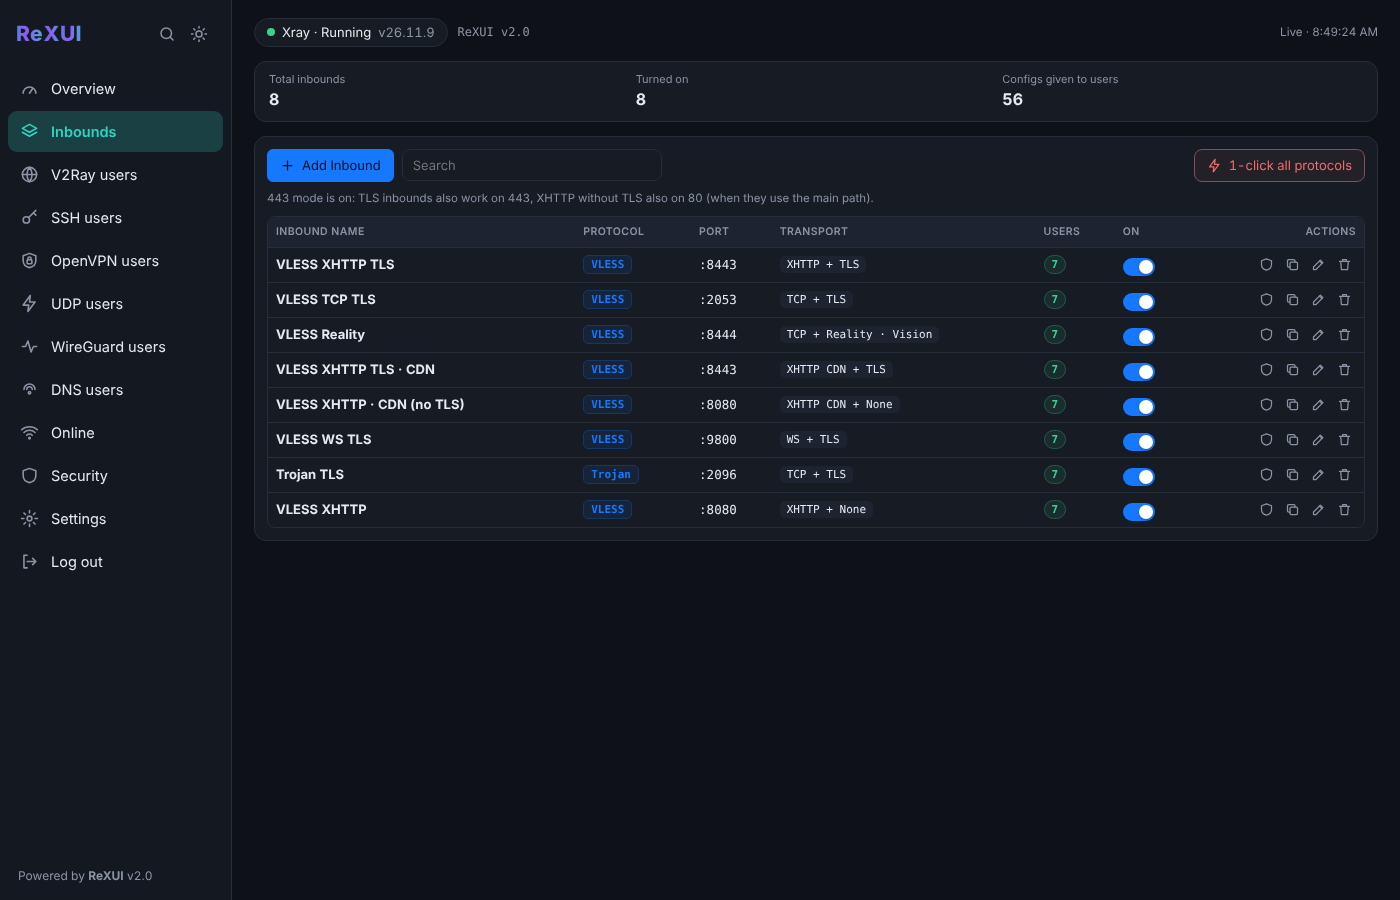 ReXUI
Overview
Inbounds
V2Ray users
SSH users
OpenVPN users
UDP users
WireGuard users
DNS users
Online
Security
Settings
Log out
Powered by ReXUI v2.0
Xray · Running v26.11.9 ReXUI v2.0 Live · 8:49:24 AM
Total inbounds Turned on Configs given to users
8 8 56
Add Inbound Search 1-click all protocols
443 mode is on: TLS inbounds also work on 443, XHTTP without TLS also on 80 (when they use the main path).
INBOUND NAME PROTOCOL PORT TRANSPORT USERS ON ACTIONS
VLESS XHTTP TLS VLESS :8443 XHTTP + TLS 7
VLESS TCP TLS VLESS :2053 TCP + TLS 7
VLESS Reality VLESS :8444 TCP + Reality · Vision 7
VLESS XHTTP TLS · CDN VLESS :8443 XHTTP CDN + TLS 7
VLESS XHTTP · CDN (no TLS) VLESS :8080 XHTTP CDN + None 7
VLESS WS TLS VLESS :9800 WS + TLS 7
Trojan TLS Trojan :2096 TCP + TLS 7
VLESS XHTTP VLESS :8080 XHTTP + None 7